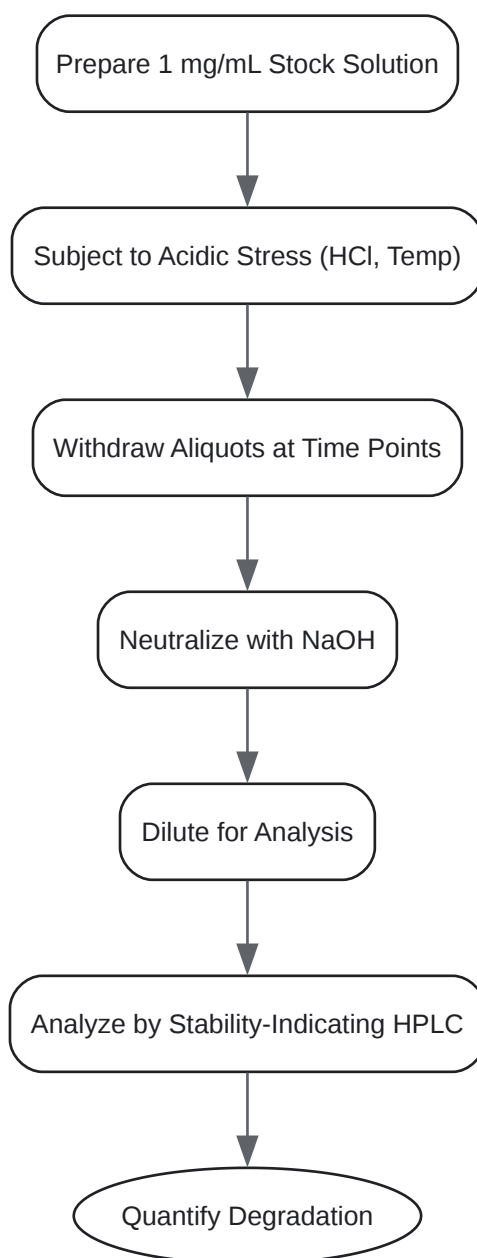 Prepare 1 mg/mL Stock Solution
Subject to Acidic Stress (HCl, Temp)
Withdraw Aliquots at Time Points
Neutralize with NaOH
Dilute for Analysis
Analyze by Stability-Indicating HPLC
Quantify Degradation